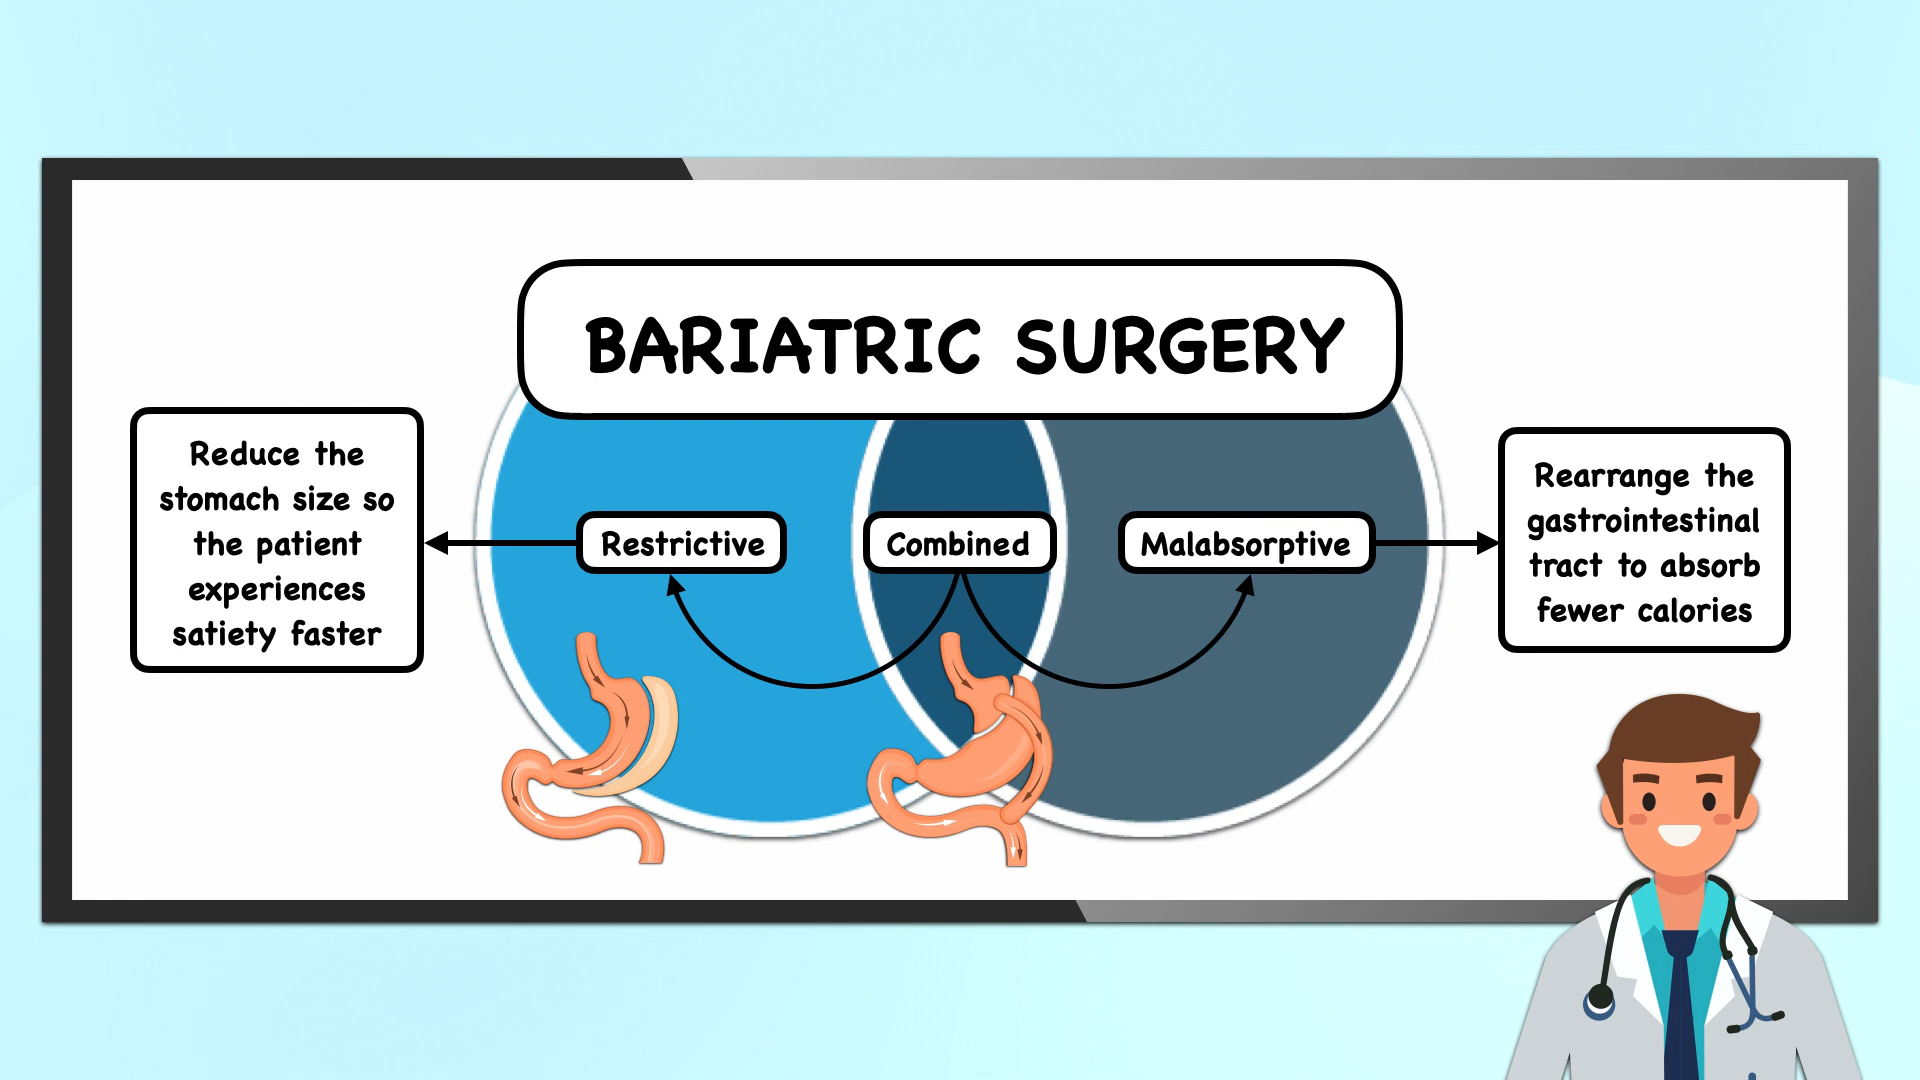 BARIATRIC SURGERY
Reduce the
stomach size so
the patient
experiences
satiety faster
Restrictive
Combined
Malabsorptive
Rearrange the
gastrointestinal
tract to absorb
fewer calories